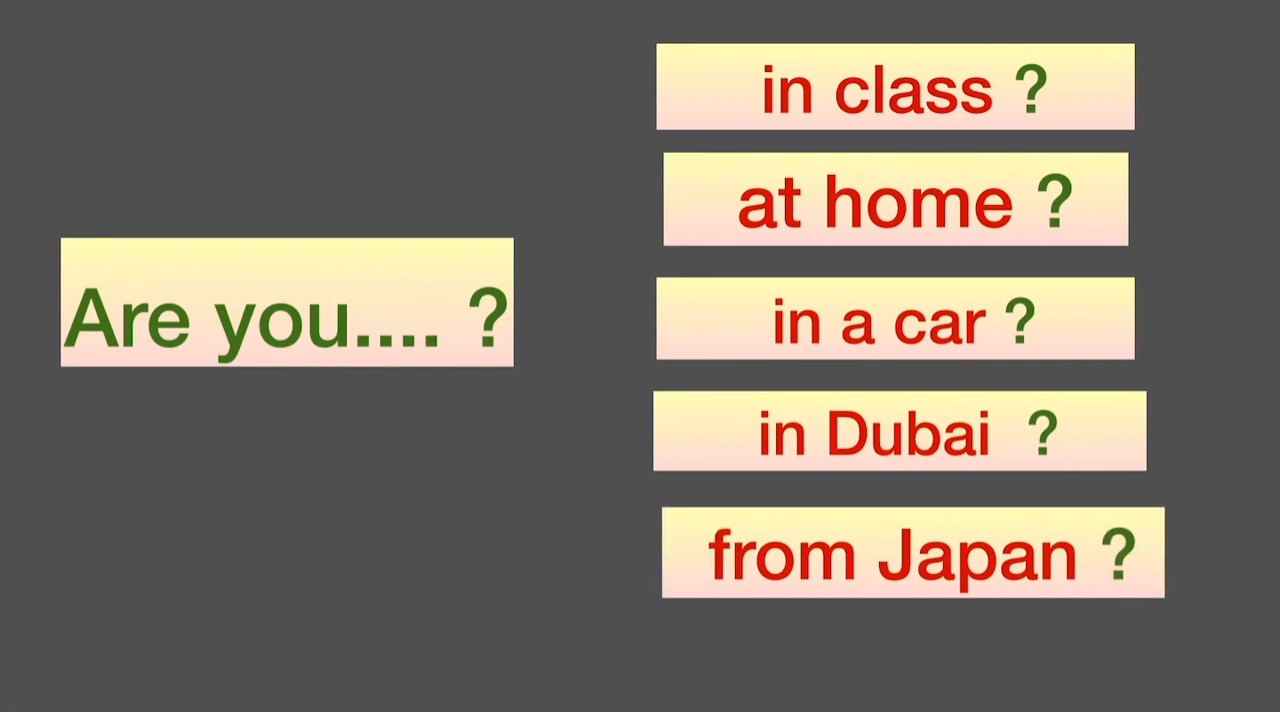 Are you.... ?
in class ?
at home ?
in a car ?
in Dubai ?
from Japan ?